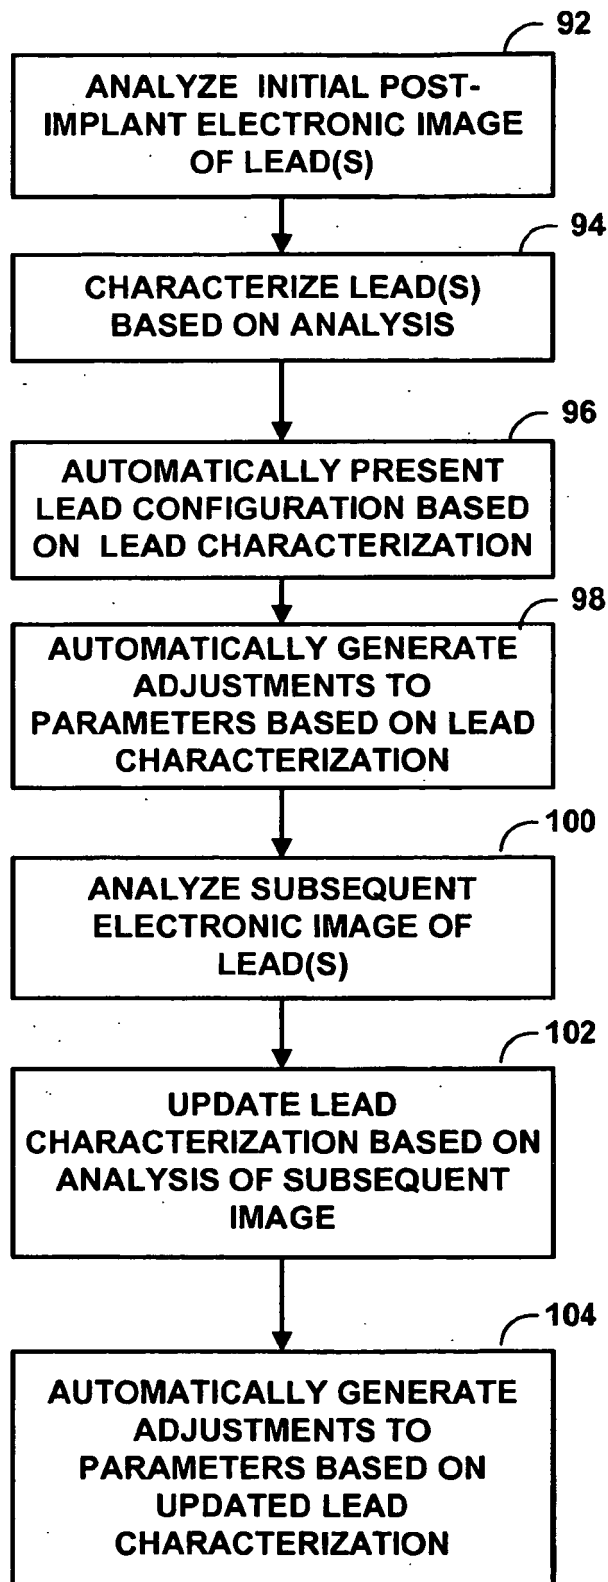 92
ANALYZE INITIAL POST-
IMPLANT ELECTRONIC IMAGE
OF LEAD(S)
94
CHARACTERIZE LEAD(S)
BASED ON ANALYSIS
96
AUTOMATICALLY PRESENT
LEAD CONFIGURATION BASED
ON LEAD CHARACTERIZATION
98
AUTOMATICALLY GENERATE
ADJUSTMENTS TO
PARAMETERS BASED ON LEAD
CHARACTERIZATION
100
ANALYZE SUBSEQUENT
ELECTRONIC IMAGE OF
LEAD(S)
102
UPDATE LEAD
CHARACTERIZATION BASED ON
ANALYSIS OF SUBSEQUENT
IMAGE
104
AUTOMATICALLY GENERATE
ADJUSTMENTS TO
PARAMETERS BASED ON
UPDATED LEAD
CHARACTERIZATION